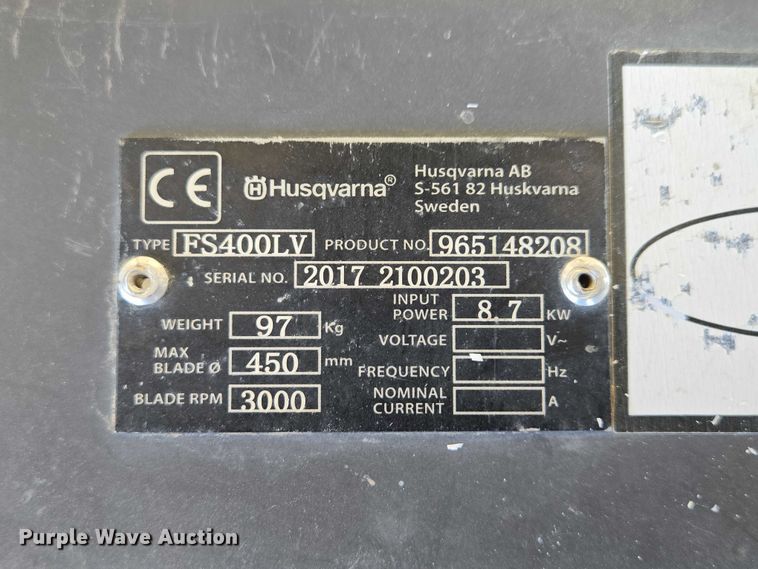 CE Husqvarna®
Husqvarna AB
S-561 82 Huskvarna
Sweden
TYPE FS400LV PRODUCT NO. 965148208
SERIAL NO. 2017 2100203
WEIGHT 97 Kg
MAX BLADE Ø 450 mm
BLADE RPM 3000
INPUT POWER 8.7 KW
VOLTAGE V~
FREQUENCY Hz
NOMINAL CURRENT A
Purple Wave Auction